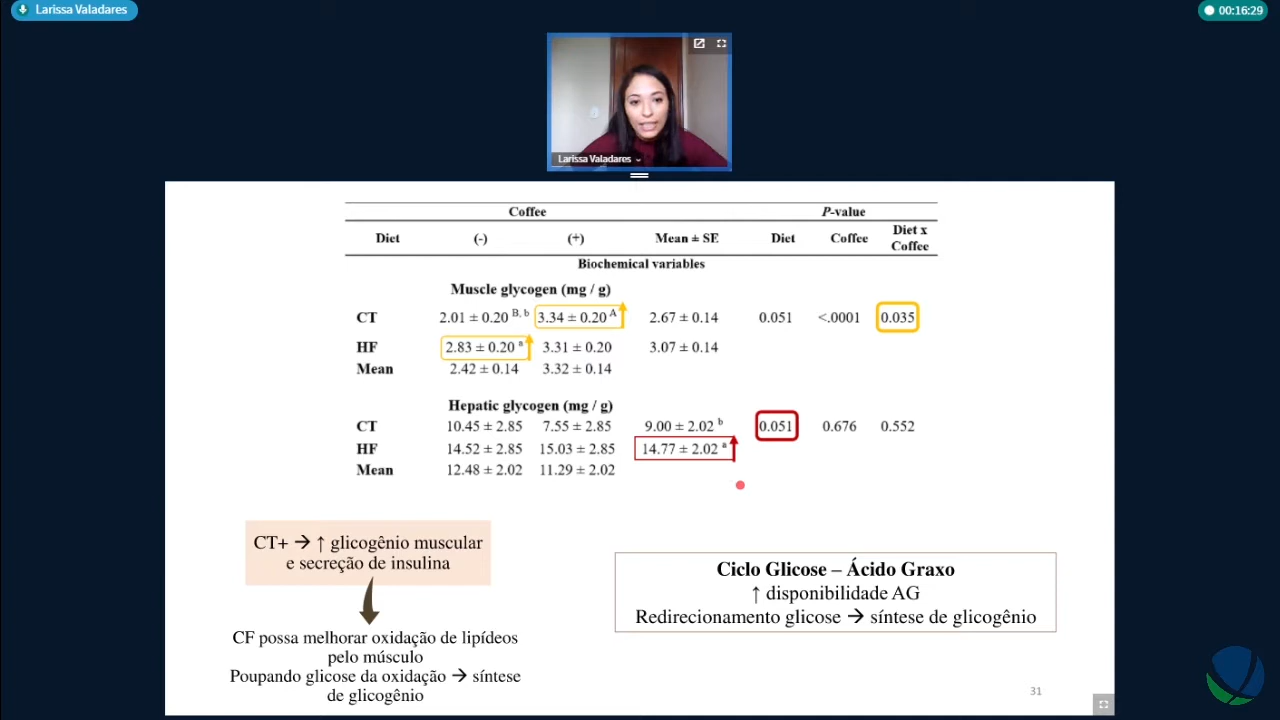 Larissa Valadares
00:16:29
Larissa Valadares
Coffee P-value
Diet (-) (+) Mean ± SE Diet Coffee Diet x Coffee
Biochemical variables
Muscle glycogen (mg / g)
CT 2.01 ± 0.20 B, b 3.34 ± 0.20 A 2.67 ± 0.14 0.051 <.0001 0.035
HF 2.83 ± 0.20 a 3.31 ± 0.20 3.07 ± 0.14
Mean 2.42 ± 0.14 3.32 ± 0.14
Hepatic glycogen (mg / g)
CT 10.45 ± 2.85 7.55 ± 2.85 9.00 ± 2.02 b 0.051 0.676 0.552
HF 14.52 ± 2.85 15.03 ± 2.85 14.77 ± 2.02 a
Mean 12.48 ± 2.02 11.29 ± 2.02
CT+ → ↑ glicogênio muscular
e secreção de insulina
CF possa melhorar oxidação de lipídeos
pelo músculo
Poupando glicose da oxidação → síntese
de glicogênio
Ciclo Glicose – Ácido Graxo
↑ disponibilidade AG
Redirecionamento glicose → síntese de glicogênio
31